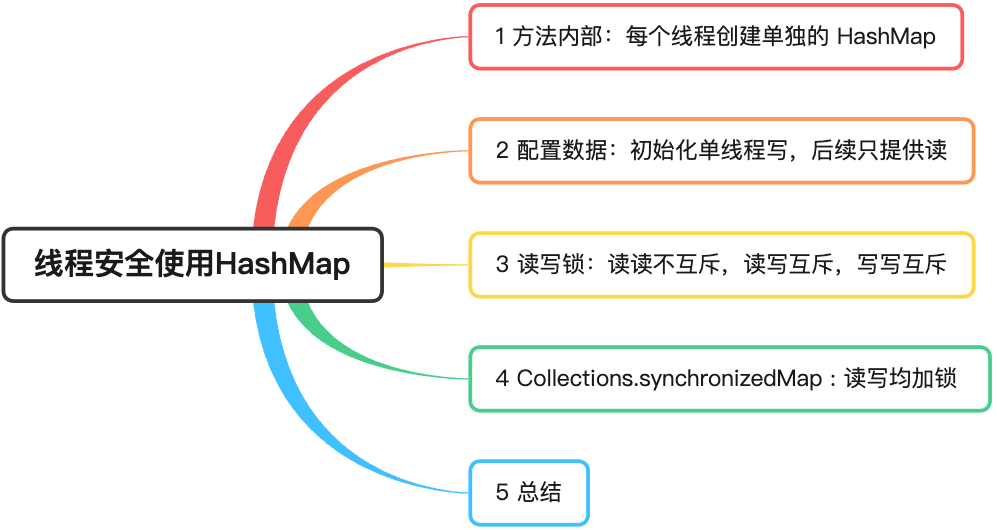 1 方法内部：每个线程创建单独的 HashMap
2 配置数据：初始化单线程写，后续只提供读
线程安全使用HashMap
3 读写锁：读读不互斥，读写互斥，写写互斥
4 Collections.synchronizedMap : 读写均加锁
5 总结